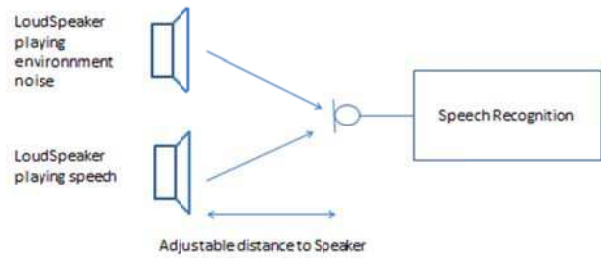 LoudSpeaker
playing
environnment
noise
Speech Recognition
LoudSpeaker
playing speech
Adjustable distance to Speaker